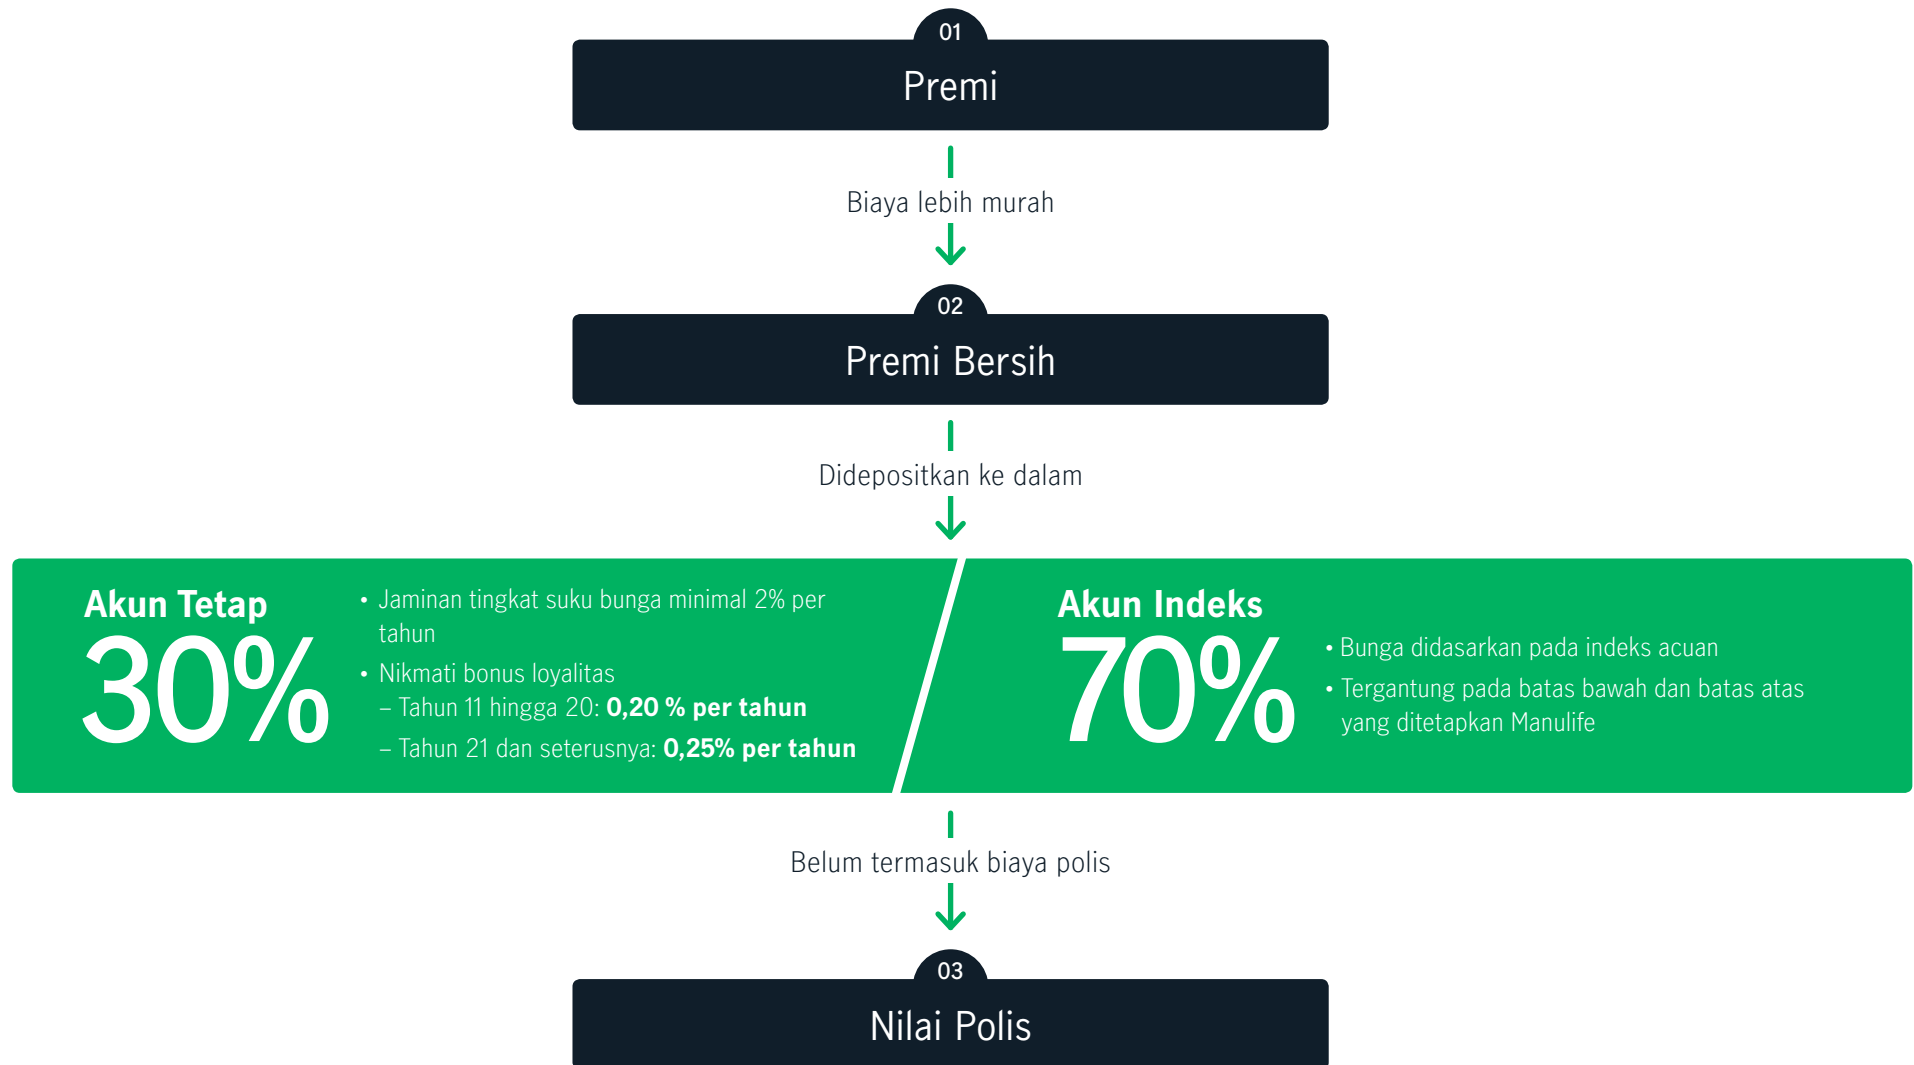 01
Premi
Biaya lebih murah
02
Premi Bersih
Didepositkan ke dalam
Akun Tetap
30%
• Jaminan tingkat suku bunga minimal 2% per
tahun
• Nikmati bonus loyalitas
– Tahun 11 hingga 20: 0,20 % per tahun
– Tahun 21 dan seterusnya: 0,25% per tahun
Akun Indeks
70%
• Bunga didasarkan pada indeks acuan
• Tergantung pada batas bawah dan batas atas
yang ditetapkan Manulife
Belum termasuk biaya polis
03
Nilai Polis